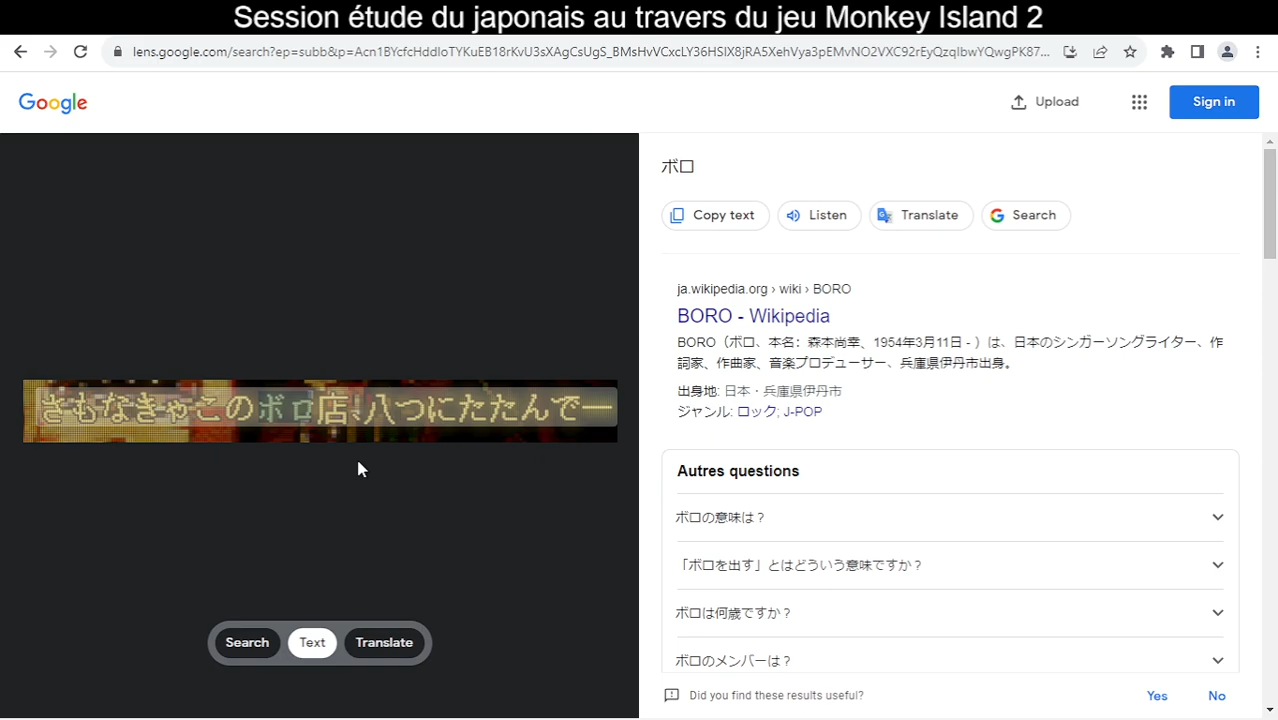 Session étude du japonais au travers du jeu Monkey Island 2
lens.google.com/search?ep=subb&p=Acn1BYcfcHddIoTYKuEB18rKvU3sXAgCsUgS_BMsHvVCxcLY36HSIX8jRA5XehVya3pEMvNO2VXC92rEyQzqIbwYQwgPK87...
Google
Upload
Sign in
ボロ
Copy text
Listen
Translate
Search
ja.wikipedia.org › wiki › BORO
BORO - Wikipedia
BORO（ボロ、本名：森本尚幸、1954年3月11日 - ）は、日本のシンガーソングライター、作
詞家、作曲家、音楽プロデューサー、兵庫県伊丹市出身。
出身地: 日本・兵庫県伊丹市
ジャンル: ロック; J-POP
さもなきゃこのボロ店、八つにたたんで一
Autres questions
ボロの意味は？
「ボロを出す」とはどういう意味ですか？
ボロは何歳ですか？
ボロのメンバーは？
Search
Text
Translate
Did you find these results useful?
Yes
No